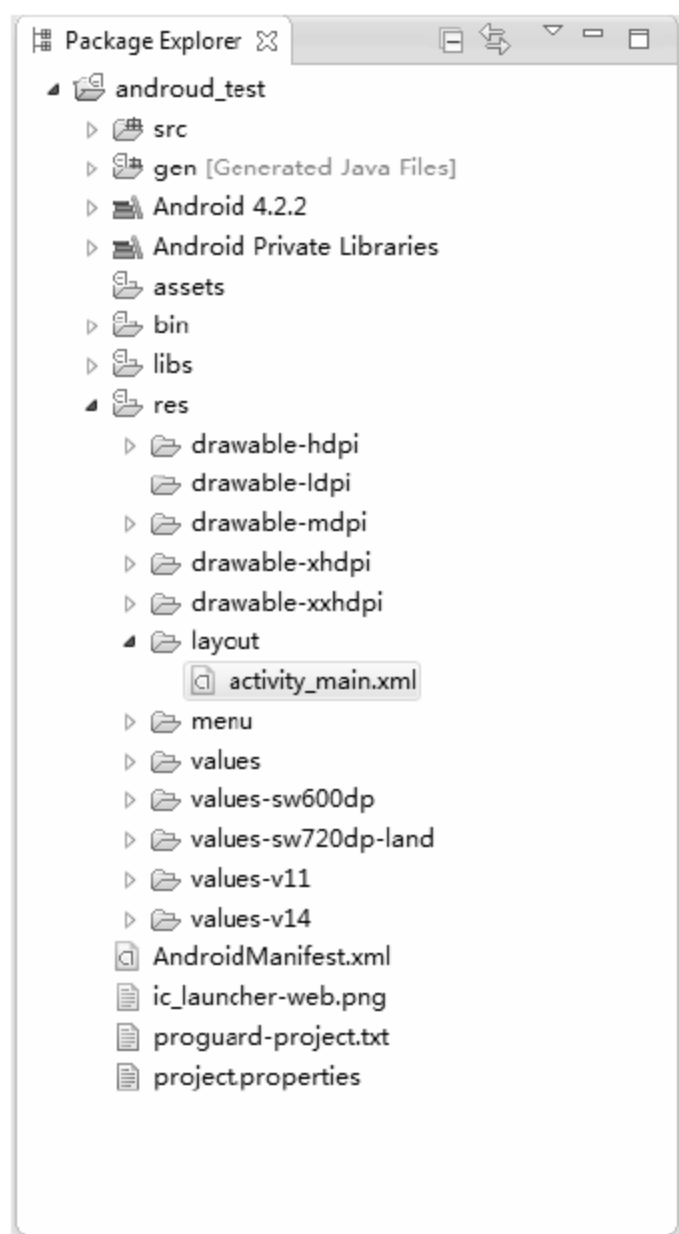 Package Explorer
androud_test
src
gen [Generated Java Files]
Android 4.2.2
Android Private Libraries
assets
bin
libs
res
drawable-hdpi
drawable-ldpi
drawable-mdpi
drawable-xhdpi
drawable-xxhdpi
layout
activity_main.xml
menu
values
values-sw600dp
values-sw720dp-land
values-v11
values-v14
AndroidManifest.xml
ic_launcher-web.png
proguard-project.txt
project.properties